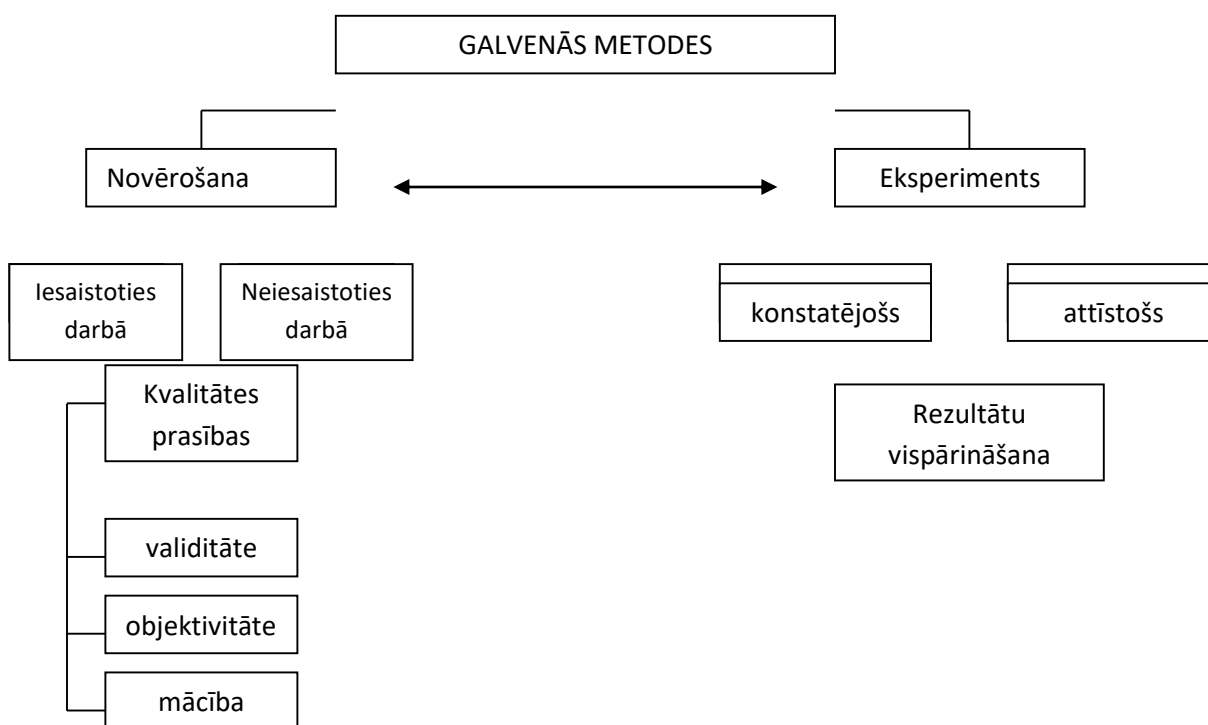 GALVENĀS METODES
Novērošana
Eksperiments
Iesaistoties
darbā
Neiesaistoties
darbā
konstatējošs
attīstošs
Kvalitātes
prasības
Rezultātu
vispārināšana
validitāte
objektivitāte
mācība